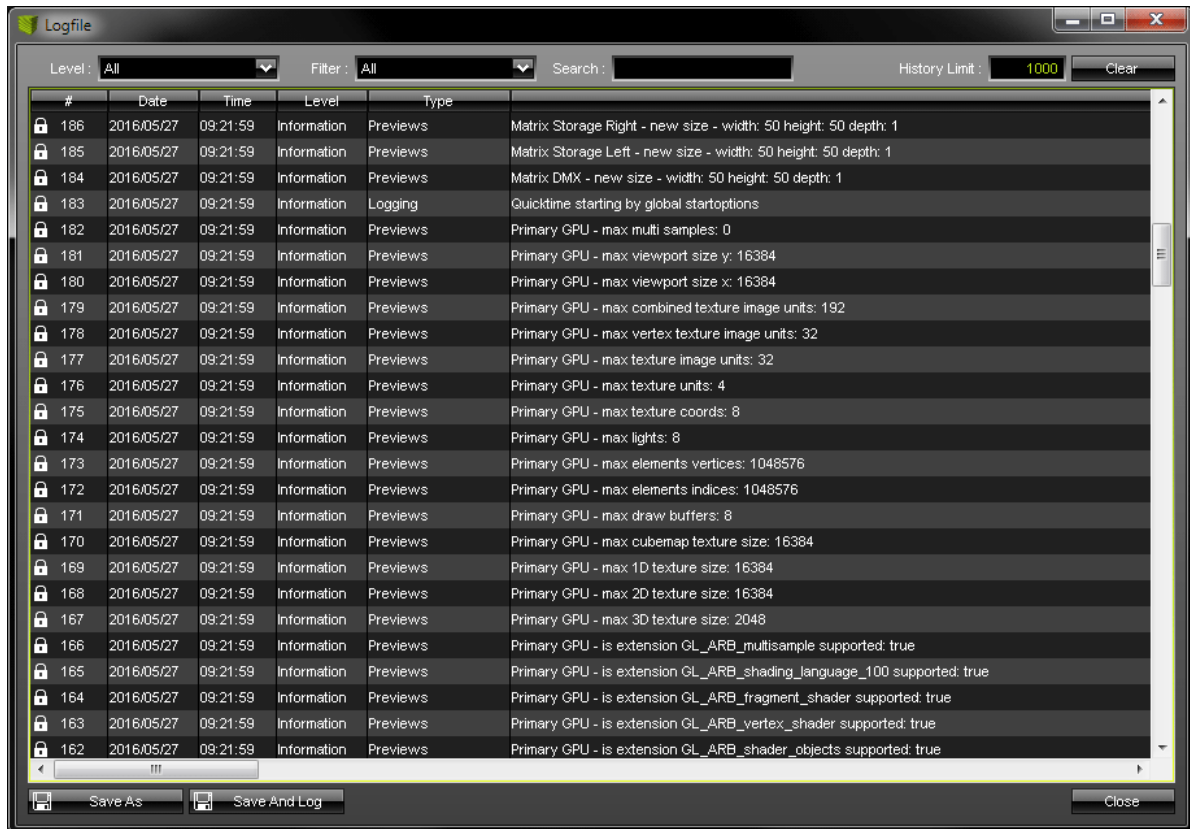 Logfile
Level : All Filter : All Search : History Limit : 1000 Clear
# Date Time Level Type
186 2016/05/27 09:21:59 Information Previews Matrix Storage Right - new size - width: 50 height: 50 depth: 1
185 2016/05/27 09:21:59 Information Previews Matrix Storage Left - new size - width: 50 height: 50 depth: 1
184 2016/05/27 09:21:59 Information Previews Matrix DMX - new size - width: 50 height: 50 depth: 1
183 2016/05/27 09:21:59 Information Logging Quicktime starting by global startoptions
182 2016/05/27 09:21:59 Information Previews Primary GPU - max multi samples: 0
181 2016/05/27 09:21:59 Information Previews Primary GPU - max viewport size y: 16384
180 2016/05/27 09:21:59 Information Previews Primary GPU - max viewport size x: 16384
179 2016/05/27 09:21:59 Information Previews Primary GPU - max combined texture image units: 192
178 2016/05/27 09:21:59 Information Previews Primary GPU - max vertex texture image units: 32
177 2016/05/27 09:21:59 Information Previews Primary GPU - max texture image units: 32
176 2016/05/27 09:21:59 Information Previews Primary GPU - max texture units: 4
175 2016/05/27 09:21:59 Information Previews Primary GPU - max texture coords: 8
174 2016/05/27 09:21:59 Information Previews Primary GPU - max lights: 8
173 2016/05/27 09:21:59 Information Previews Primary GPU - max elements vertices: 1048576
172 2016/05/27 09:21:59 Information Previews Primary GPU - max elements indices: 1048576
171 2016/05/27 09:21:59 Information Previews Primary GPU - max draw buffers: 8
170 2016/05/27 09:21:59 Information Previews Primary GPU - max cubemap texture size: 16384
169 2016/05/27 09:21:59 Information Previews Primary GPU - max 1D texture size: 16384
168 2016/05/27 09:21:59 Information Previews Primary GPU - max 2D texture size: 16384
167 2016/05/27 09:21:59 Information Previews Primary GPU - max 3D texture size: 2048
166 2016/05/27 09:21:59 Information Previews Primary GPU - is extension GL_ARB_multisample supported: true
165 2016/05/27 09:21:59 Information Previews Primary GPU - is extension GL_ARB_shading_language_100 supported: true
164 2016/05/27 09:21:59 Information Previews Primary GPU - is extension GL_ARB_fragment_shader supported: true
163 2016/05/27 09:21:59 Information Previews Primary GPU - is extension GL_ARB_vertex_shader supported: true
162 2016/05/27 09:21:59 Information Previews Primary GPU - is extension GL_ARB_shader_objects supported: true
Save As Save And Log Close